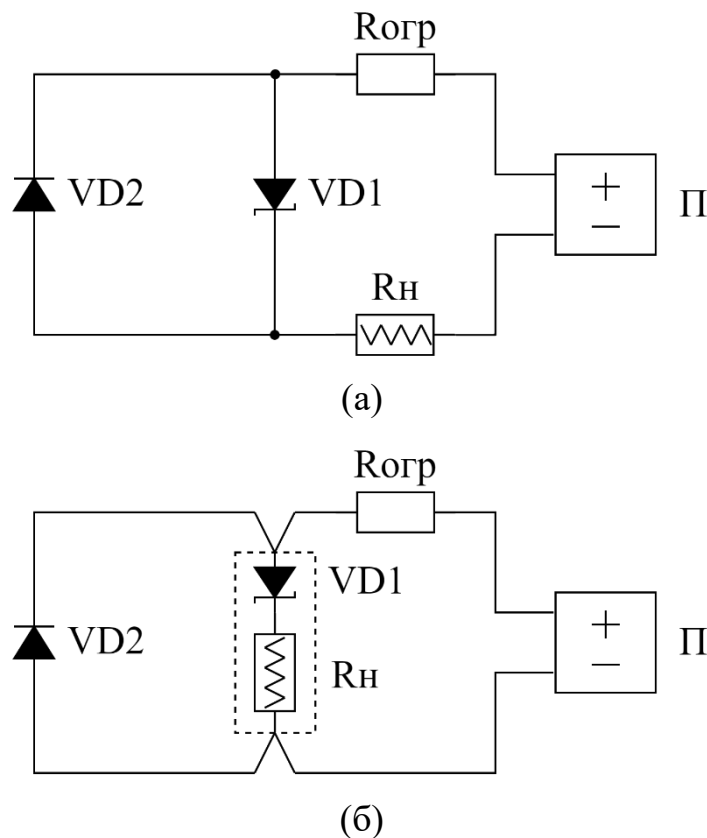 Rогр
VD2
VD1
+
−
П
Rн
(а)
Rогр
VD1
VD2
Rн
+
−
П
(б)